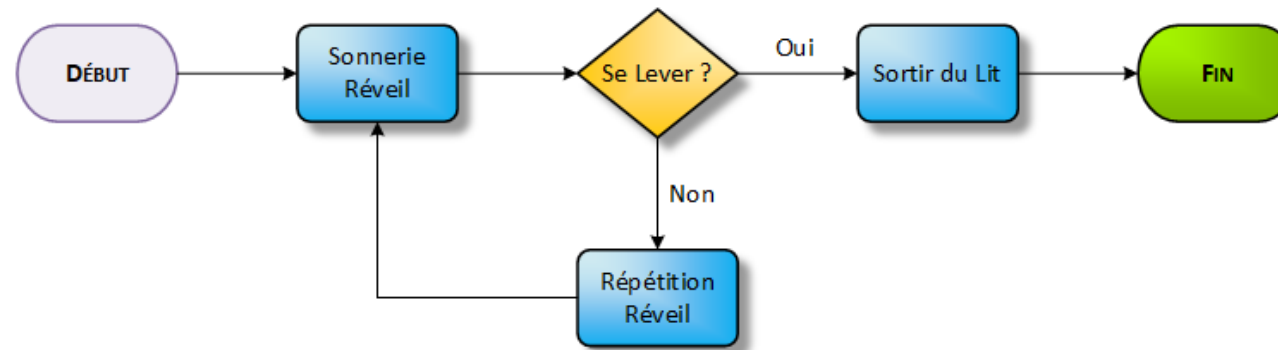 DÉBUT
Sonnerie
Réveil
Se Lever ?
Oui
Sortir du Lit
FIN
Non
Répétition
Réveil